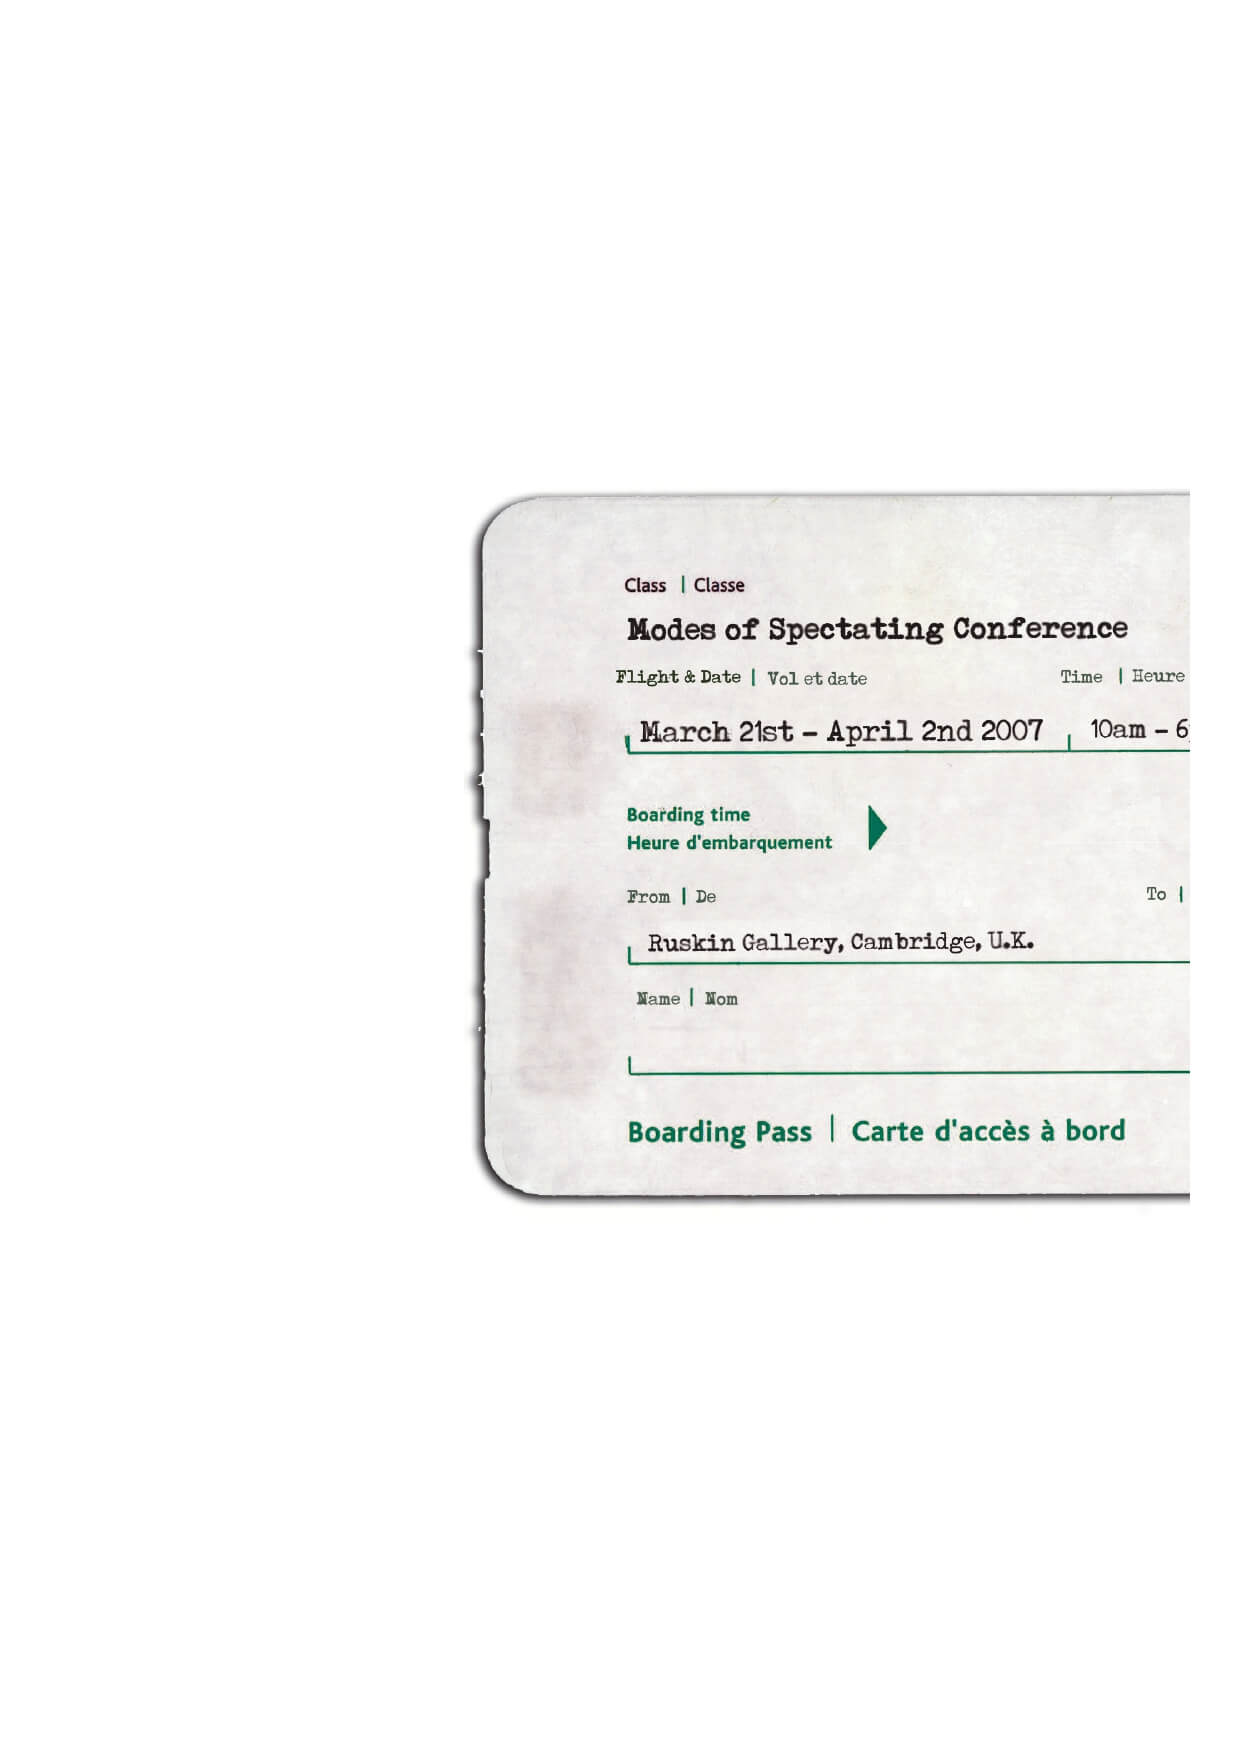 Class | Classe
Modes of Spectating Conference
Flight & Date | Vol et date Time | Heure
March 21st - April 2nd 2007 10am - 6
Boarding time
Heure d'embarquement
From | De To |
Ruskin Gallery, Cambridge, U.K.
Name | Nom
Boarding Pass | Carte d'accès à bord